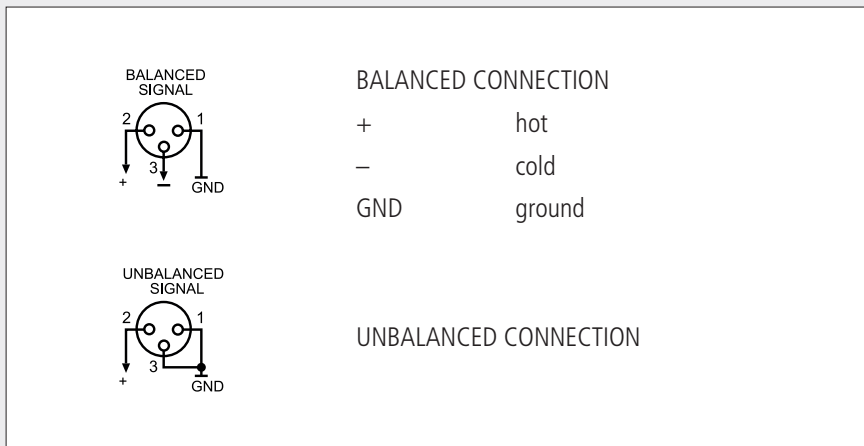 BALANCED
SIGNAL
2 1
3
+ – GND
BALANCED CONNECTION
+ hot
– cold
GND ground
UNBALANCED
SIGNAL
2 1
3
+ GND
UNBALANCED CONNECTION